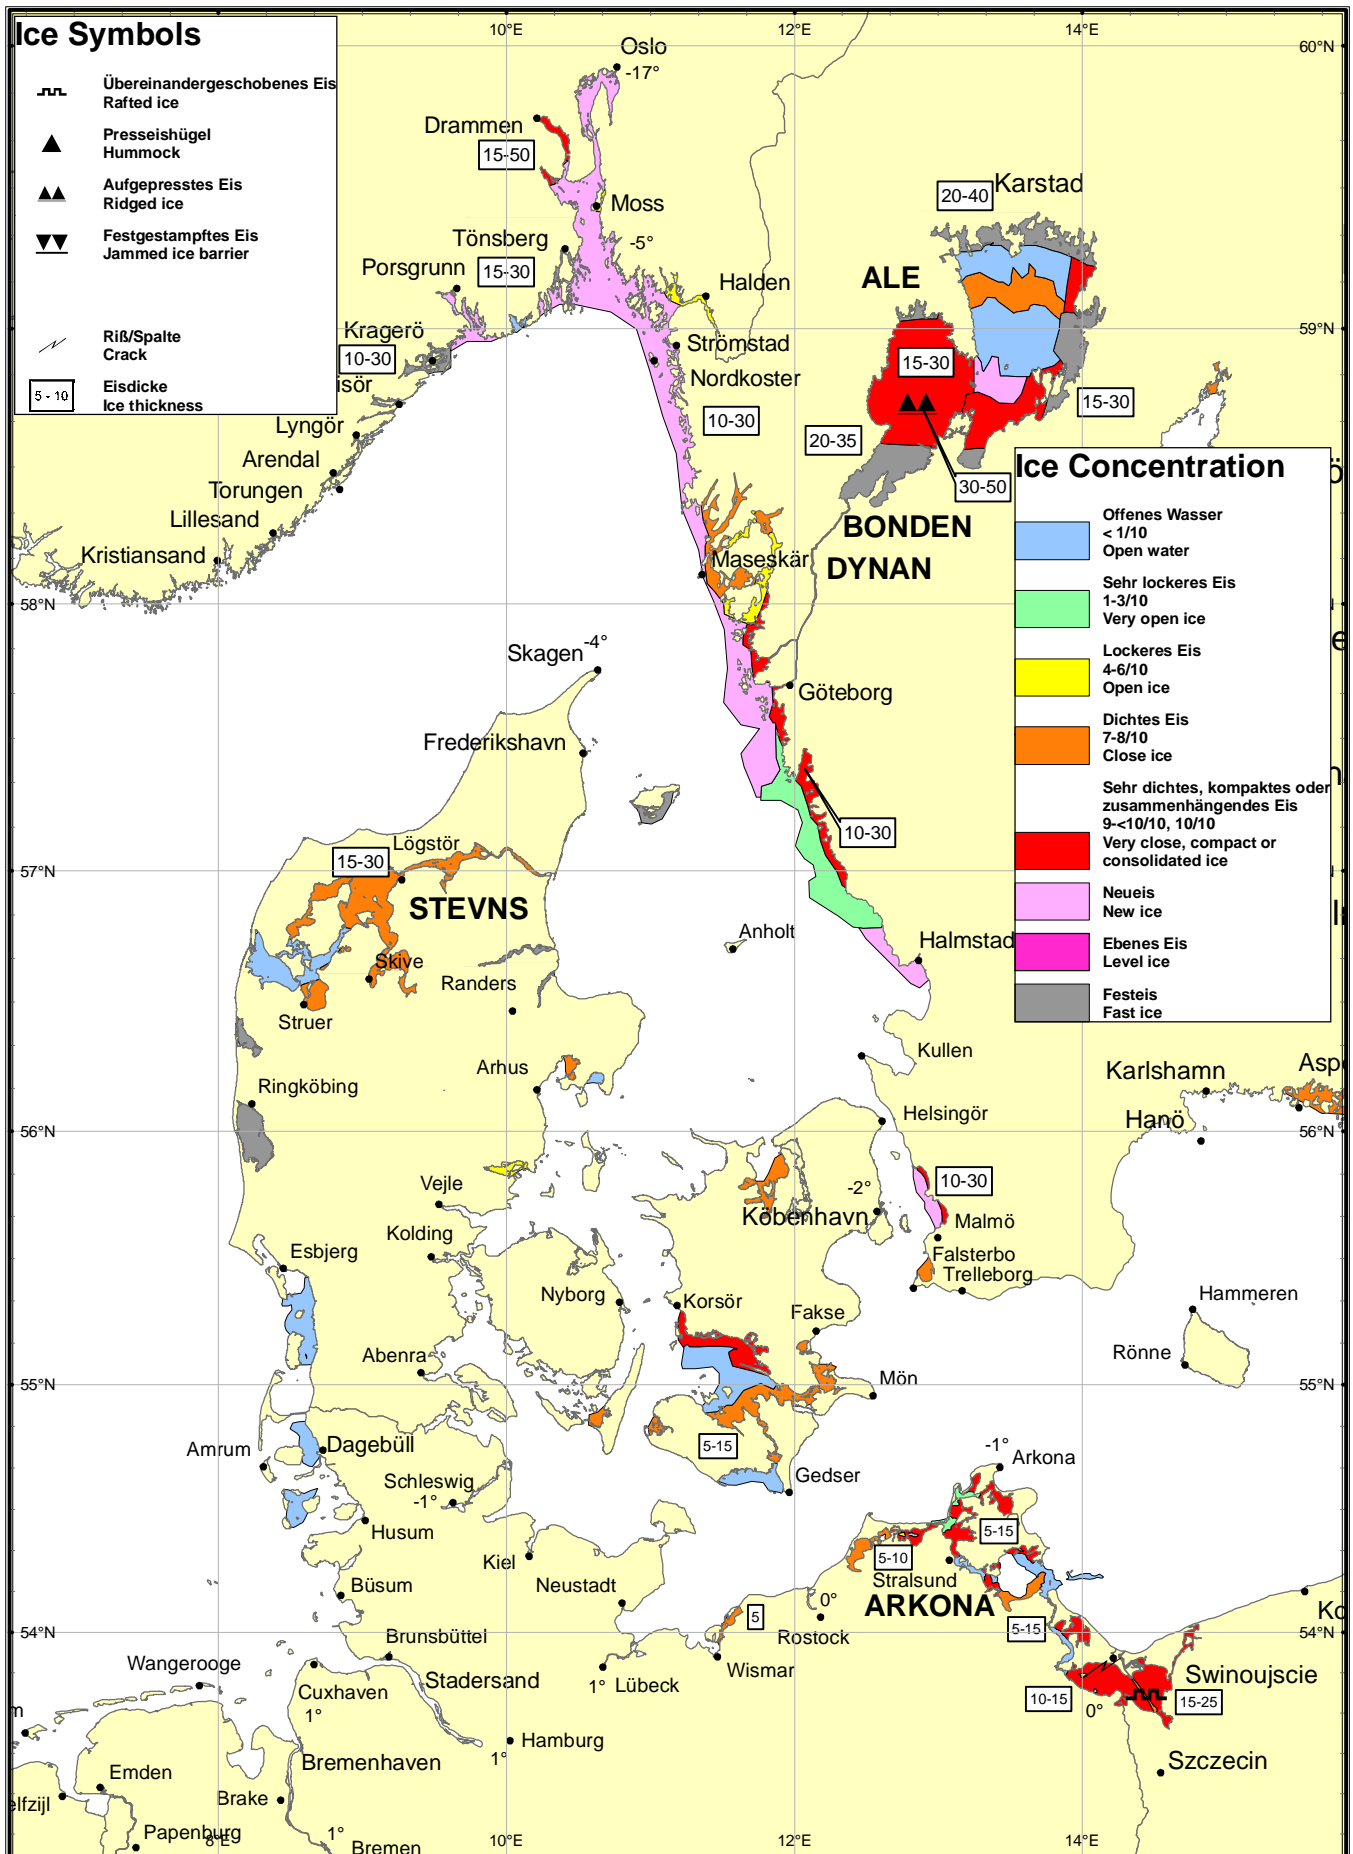 Ice Symbols
Übereinandergeschobenes Eis
Rafted ice
Presseishügel
Hummock
Aufgepresstes Eis
Ridged ice
Festgestampftes Eis
Jammed ice barrier
Riß/Spalte
Crack
5 - 10
Eisdicke
Ice thickness
10°E
12°E
14°E
60°N
Oslo
-17°
Drammen
15-50
Moss
Tönsberg
-5°
Porsgrunn
15-30
Halden
Kragerö
10-30
Strömstad
Nordkoster
isör
10-30
Lyngör
Arendal
Torungen
Lillesand
Kristiansand
20-40
Karstad
ALE
59°N
15-30
15-30
20-35
30-50
BONDEN
DYNAN
Maseskär
58°N
58°N
Ice Concentration
Offenes Wasser
< 1/10
Open water
Sehr lockeres Eis
1-3/10
Very open ice
Lockeres Eis
4-6/10
Open ice
Dichtes Eis
7-8/10
Close ice
Sehr dichtes, kompaktes oder
zusammenhängendes Eis
9-<10/10, 10/10
Very close, compact or
consolidated ice
Neueis
New ice
Ebenes Eis
Level ice
Festeis
Fast ice
Skagen
-4°
Göteborg
Frederikshavn
10-30
Lögstör
15-30
57°N
STEVNS
Anholt
Halmstad
Skive
Randers
Struer
Kullen
Arhus
Karlshamn
Asp
Ringköbing
Helsingör
Hanö
56°N
56°N
-2°
10-30
Vejle
Köbenhavn
Malmö
Kolding
Falsterbo
Trelleborg
Esbjerg
Nyborg
Korsör
Fakse
Hammeren
Abenra
Rönne
55°N
55°N
Mön
5-15
Amrum
Dagebüll
-1°
Arkona
Schleswig
-1°
Gedser
Husum
5-15
5-10
Kiel
Stralsund
Büsum
Neustadt
0°
ARKONA
5
Ko
54°N
54°N
Brunsbüttel
Rostock
5-15
Wangerooge
Stadersand
Wismar
Swinoujscie
Cuxhaven
1°
Lübeck
10-15
0°
15-25
1°
m
Hamburg
1°
Bremenhaven
Szczecin
Emden
elfzijl
Brake
Papenburg
1°
Bremen
8°E
10°E
12°E
14°E